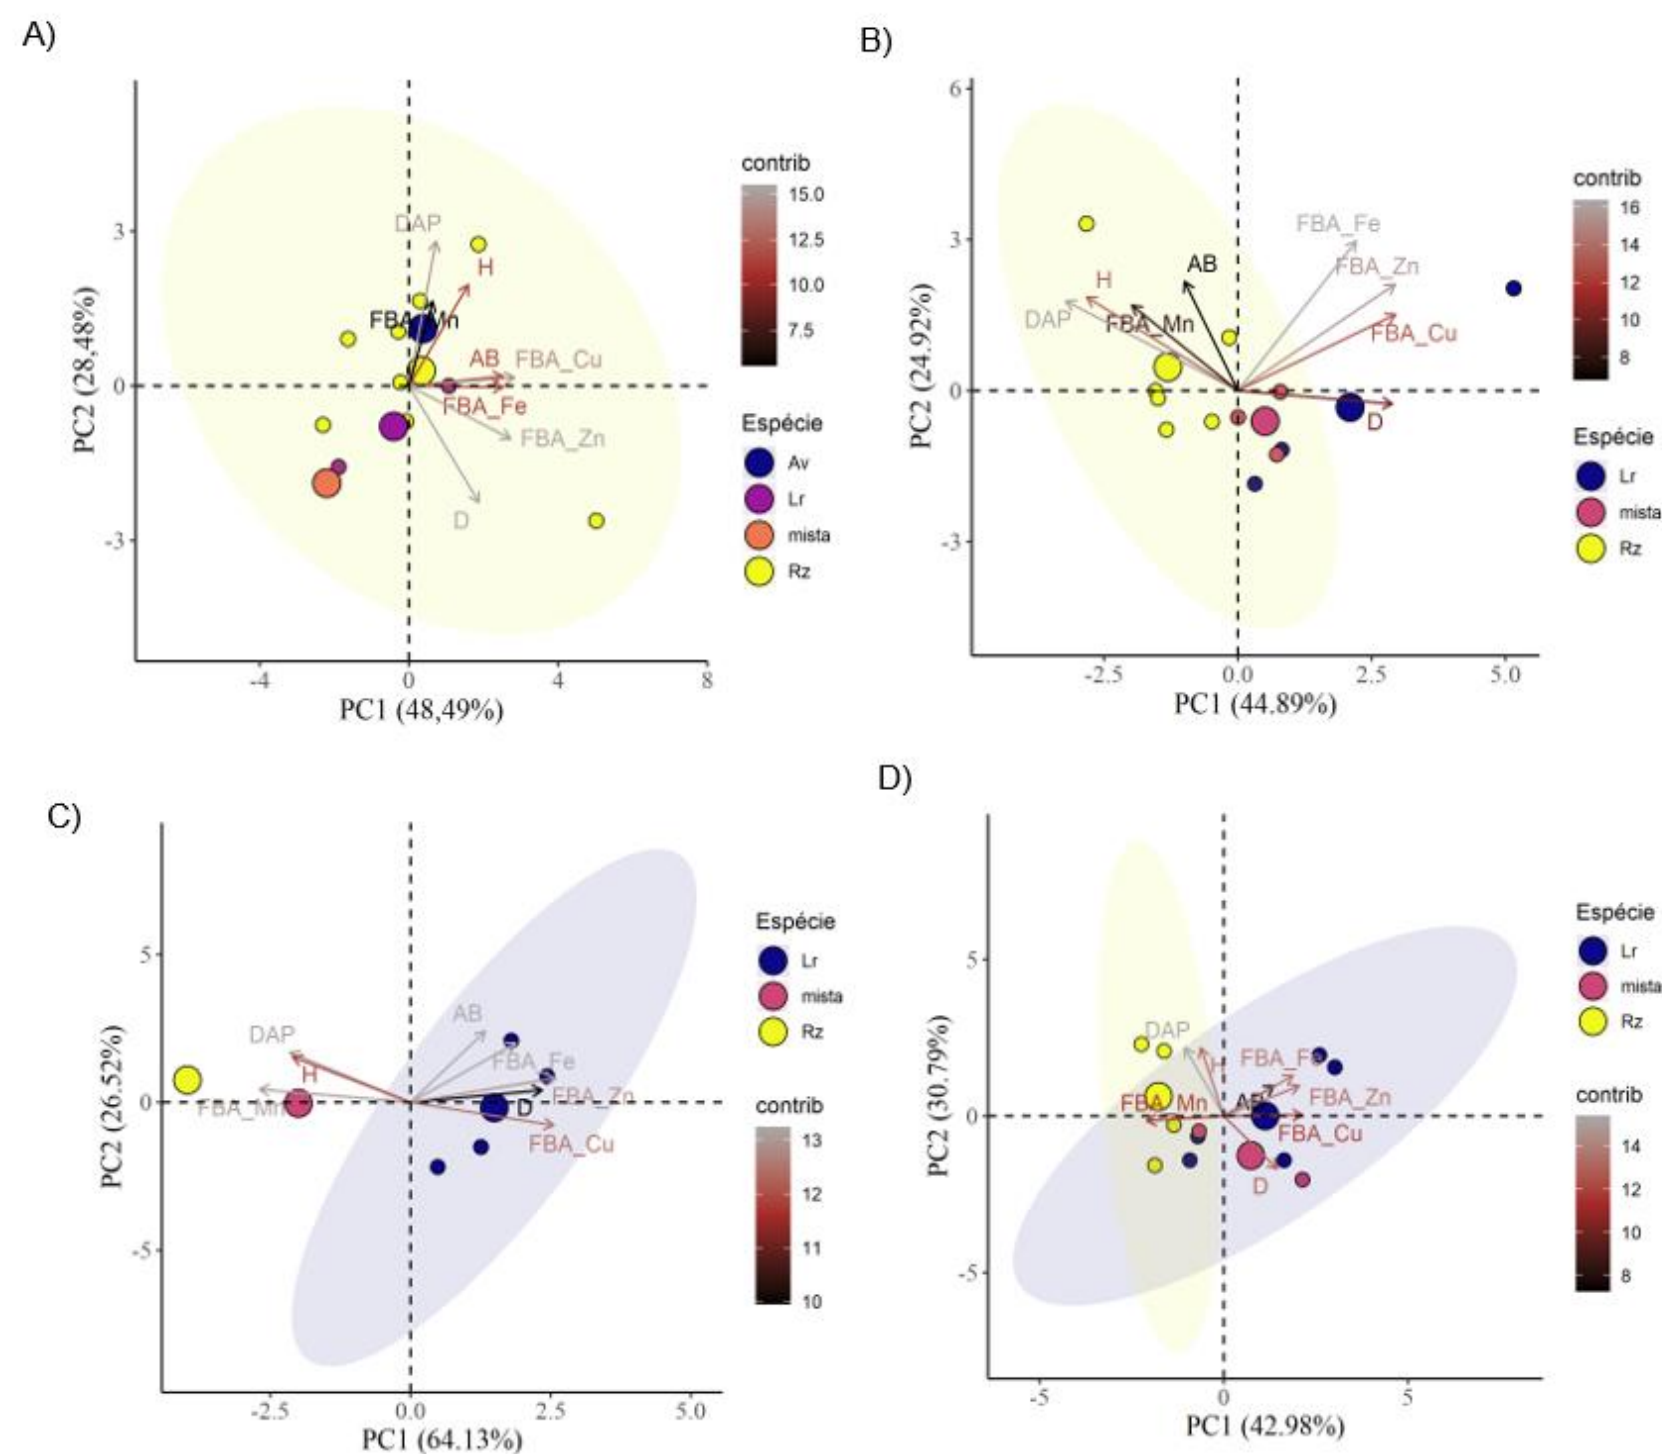 A)
3
0
-3
-4
0
4
8
PC2 (28,48%)
PC1 (48,49%)
DAP
H
FBA_Mn
AB
FBA_Cu
FBA_Fe
FBA_Zn
D
contrib
15.0
12.5
10.0
7.5
Espécie
Av
Lr
mista
Rz
B)
6
3
0
-3
-2.5
0.0
2.5
5.0
PC2 (24.92%)
PC1 (44.89%)
FBA_Fe
AB
FBA_Zn
H
DAP
FBA_Mn
FBA_Cu
D
contrib
16
14
12
10
8
Espécie
Lr
mista
Rz
C)
5
0
-5
-2.5
0.0
2.5
5.0
PC2 (26.52%)
PC1 (64.13%)
AB
DAP
FBA_Fe
H
FBA_Zn
FBA_Mn
D
FBA_Cu
Espécie
Lr
mista
Rz
contrib
13
12
11
10
D)
5
0
-5
-5
0
5
PC2 (30.79%)
PC1 (42.98%)
DAP
H
FBA_Fe
FBA_Zn
FBA_Mn
AB
FBA_Cu
D
Espécie
Lr
mista
Rz
contrib
14
12
10
8